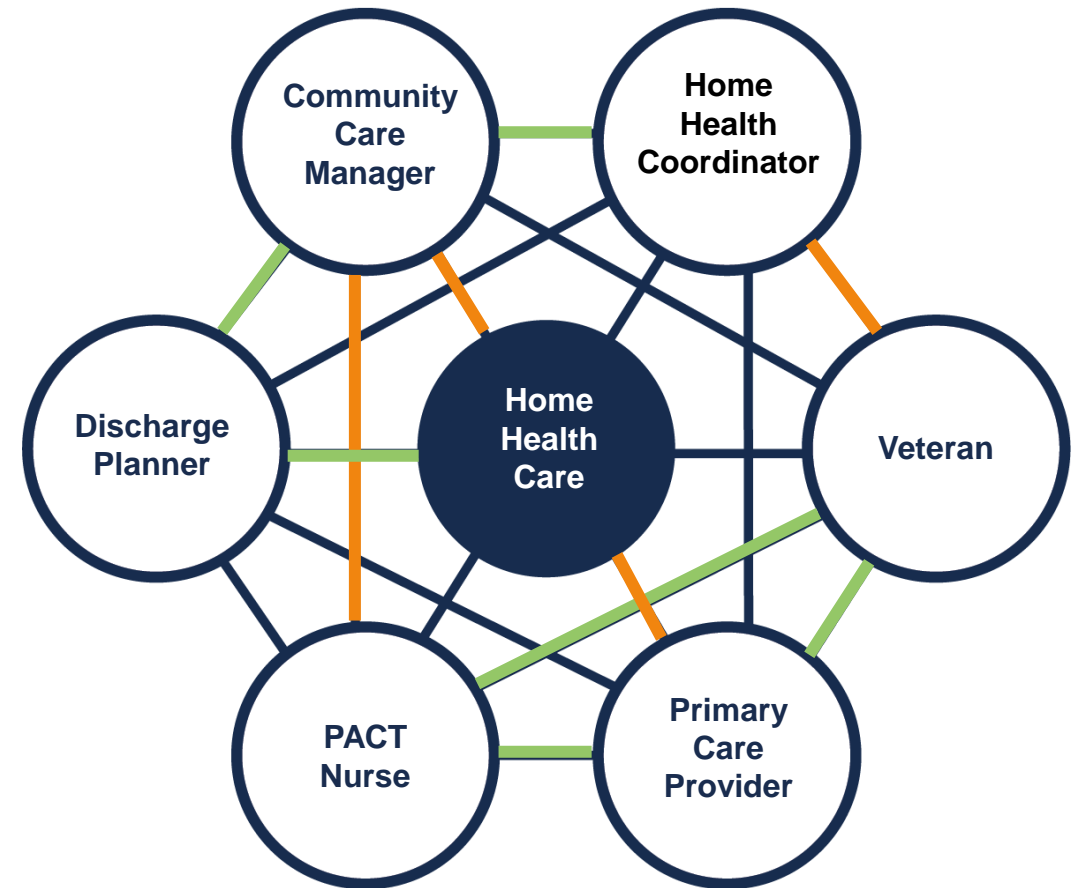 Community
Care
Manager
Home
Health
Coordinator
Discharge
Planner
Home
Health
Care
Veteran
PACT
Nurse
Primary
Care
Provider